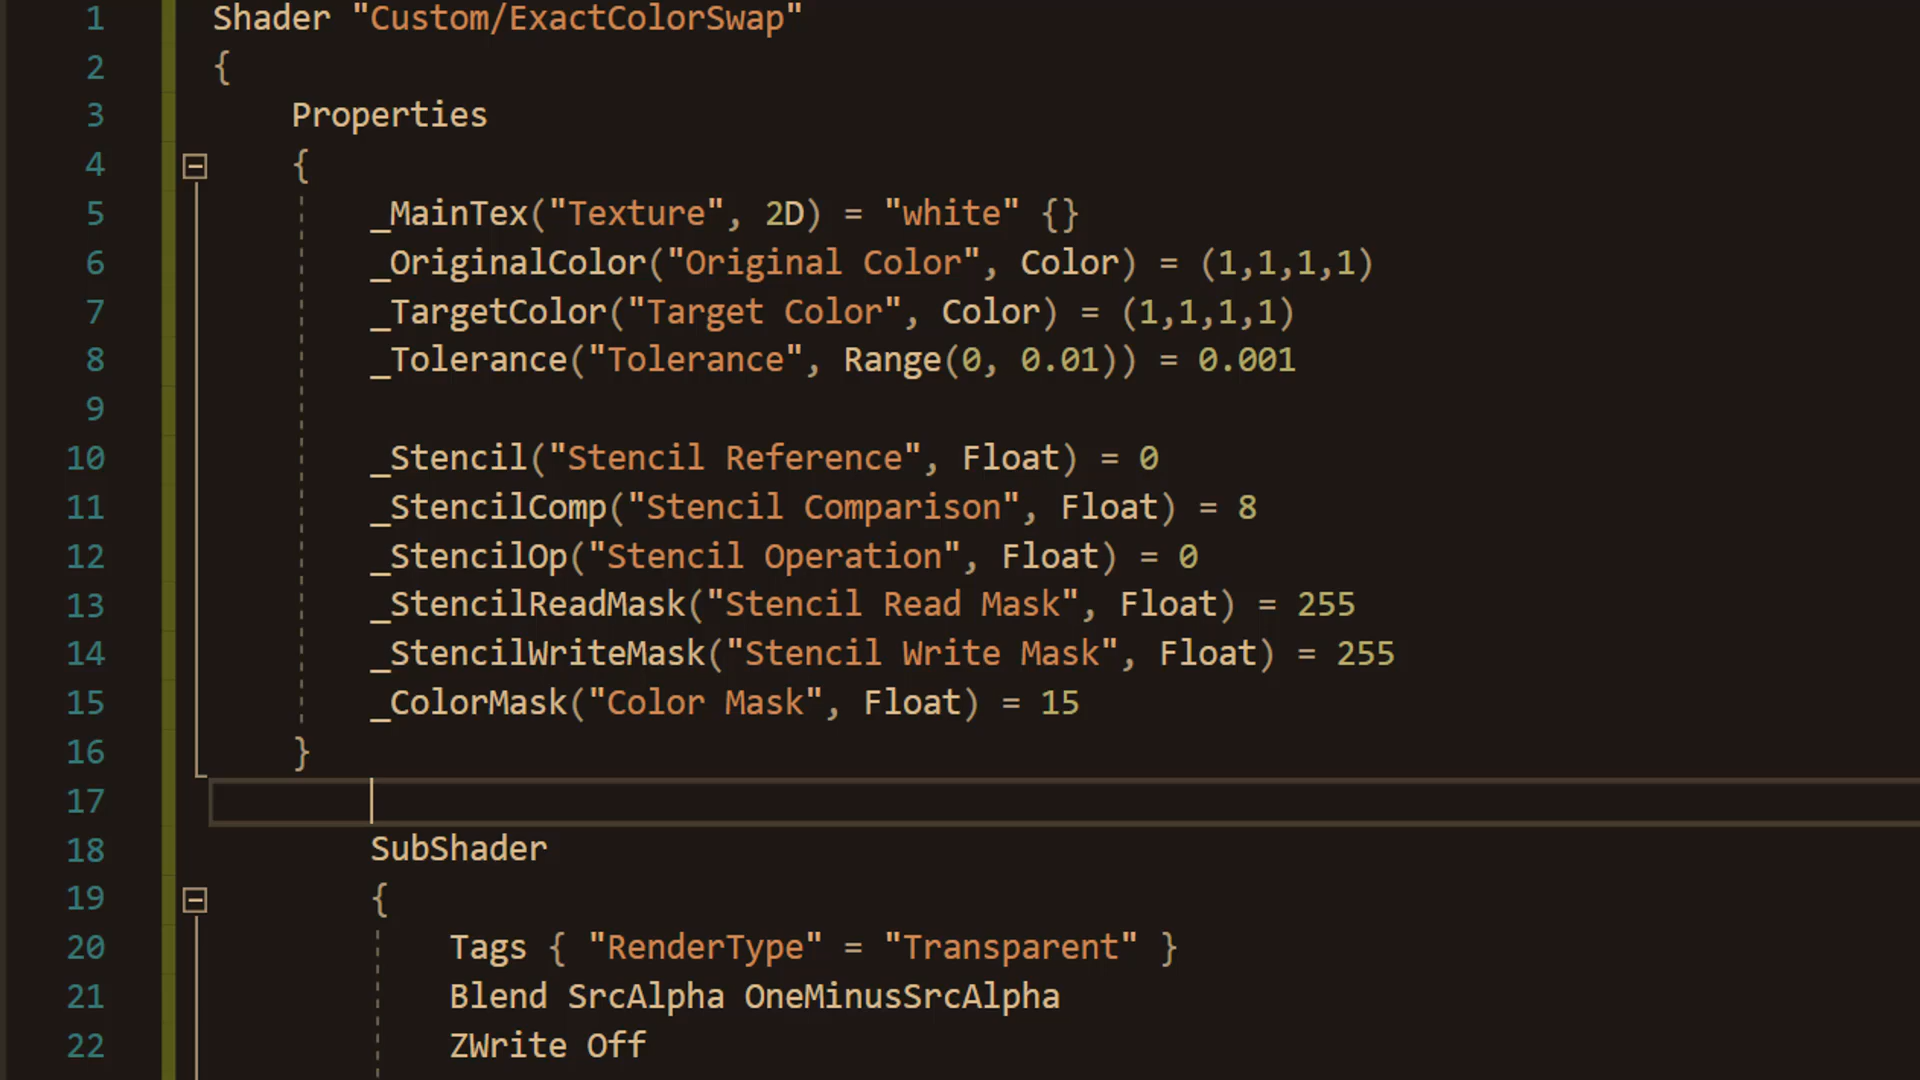 1 Shader "Custom/ExactColorSwap"
2 {
3     Properties
4     {
5         _MainTex("Texture", 2D) = "white" {}
6         _OriginalColor("Original Color", Color) = (1,1,1,1)
7         _TargetColor("Target Color", Color) = (1,1,1,1)
8         _Tolerance("Tolerance", Range(0, 0.01)) = 0.001
9
10         _Stencil("Stencil Reference", Float) = 0
11         _StencilComp("Stencil Comparison", Float) = 8
12         _StencilOp("Stencil Operation", Float) = 0
13         _StencilReadMask("Stencil Read Mask", Float) = 255
14         _StencilWriteMask("Stencil Write Mask", Float) = 255
15         _ColorMask("Color Mask", Float) = 15
16     }
17
18         SubShader
19         {
20             Tags { "RenderType" = "Transparent" }
21             Blend SrcAlpha OneMinusSrcAlpha
22             ZWrite Off